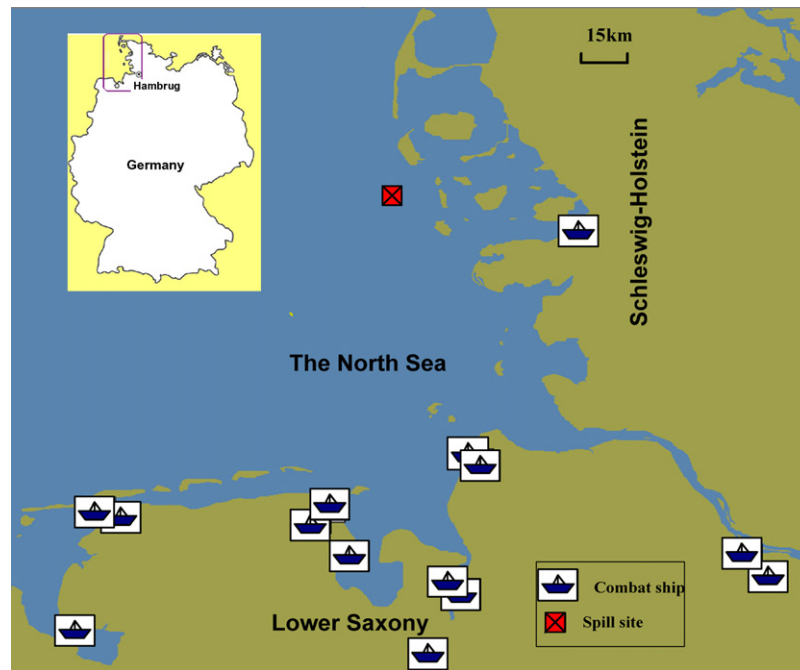 15km
Hambrug
Germany
Schleswig-Holstein
The North Sea
Combat ship
Spill site
Lower Saxony